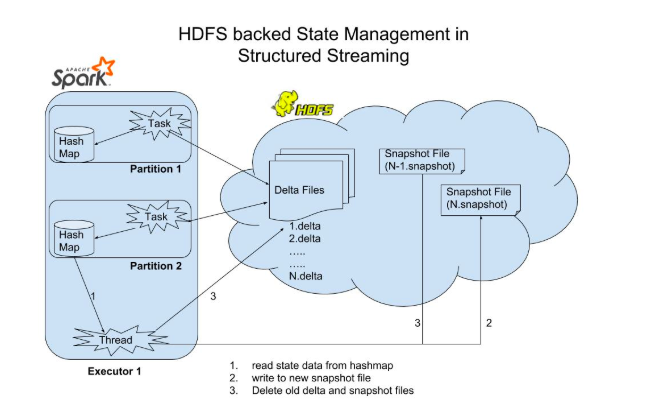 HDFS backed State Management in
Structured Streaming
APACHE
Spark
HDFS
Task
Hash
Map
Partition 1
Task
Hash
Map
Partition 2
1
Thread
Executor 1
Delta Files
1.delta
2.delta
.....
.....
N.delta
3
Snapshot File
(N-1.snapshot)
Snapshot File
(N.snapshot)
3
2
1. read state data from hashmap
2. write to new snapshot file
3. Delete old delta and snapshot files